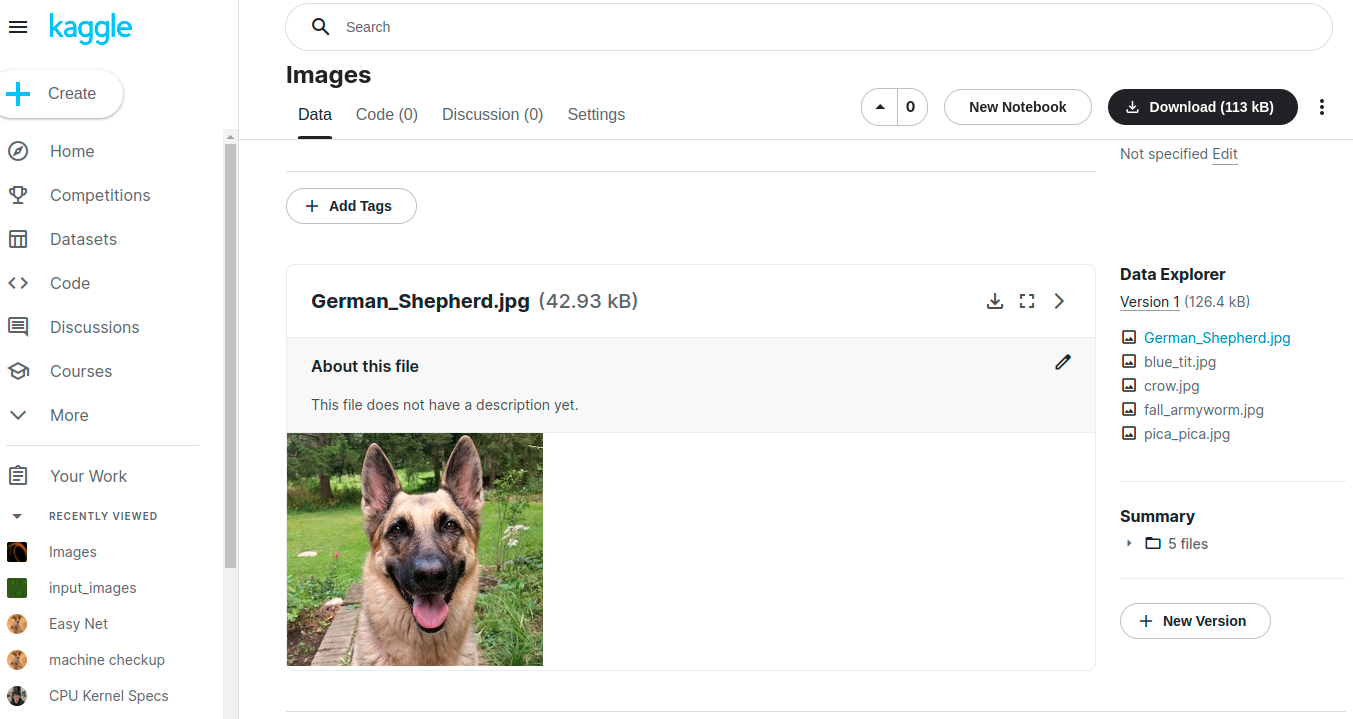 kaggle
Search
Create
Home
Competitions
Datasets
Code
Discussions
Courses
More
Your Work
RECENTLY VIEWED
Images
input_images
Easy Net
machine checkup
CPU Kernel Specs
Images
Data Code (0) Discussion (0) Settings
0 New Notebook Download (113 kB)
Not specified Edit
Add Tags
German_Shepherd.jpg (42.93 kB)
About this file
This file does not have a description yet.
Data Explorer
Version 1 (126.4 kB)
German_Shepherd.jpg
blue_tit.jpg
crow.jpg
fall_armyworm.jpg
pica_pica.jpg
Summary
5 files
New Version